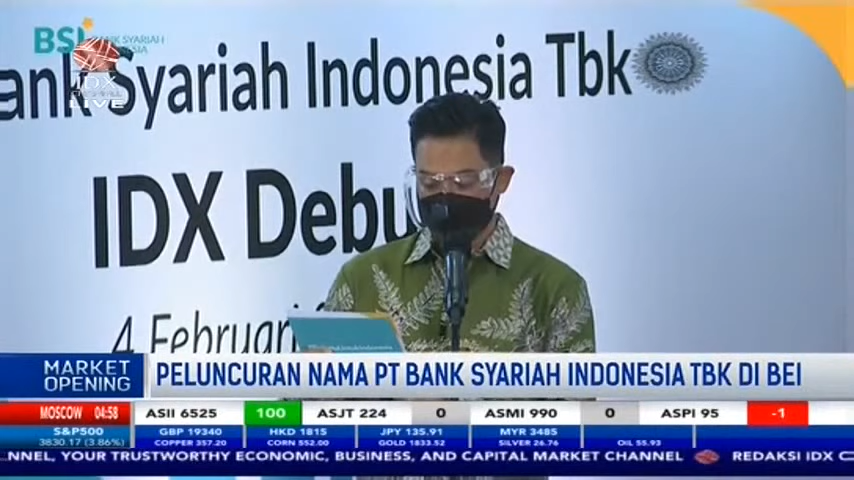 BSI BANK SYARIAH INDONESIA
IDX
LIVE
ank Syariah Indonesia Tbk
IDX Debu
4 Februari
MARKET OPENING
PELUNCURAN NAMA PT BANK SYARIAH INDONESIA TBK DI BEI
MOSCOW 04:58 ASII 6525 100 ASJT 224 0 ASMI 990 0 ASPI 95 -1
S&P500 GBP 19340 HKD 1815 JPY 135.91 MYR 3485
3830.17 (3.86%) COPPER 357.20 CORN 552.00 GOLD 1833.52 SILVER 26.76 OIL 55.93
NNEL, YOUR TRUSTWORTHY ECONOMIC, BUSINESS, AND CAPITAL MARKET CHANNEL REDAKSI IDX C